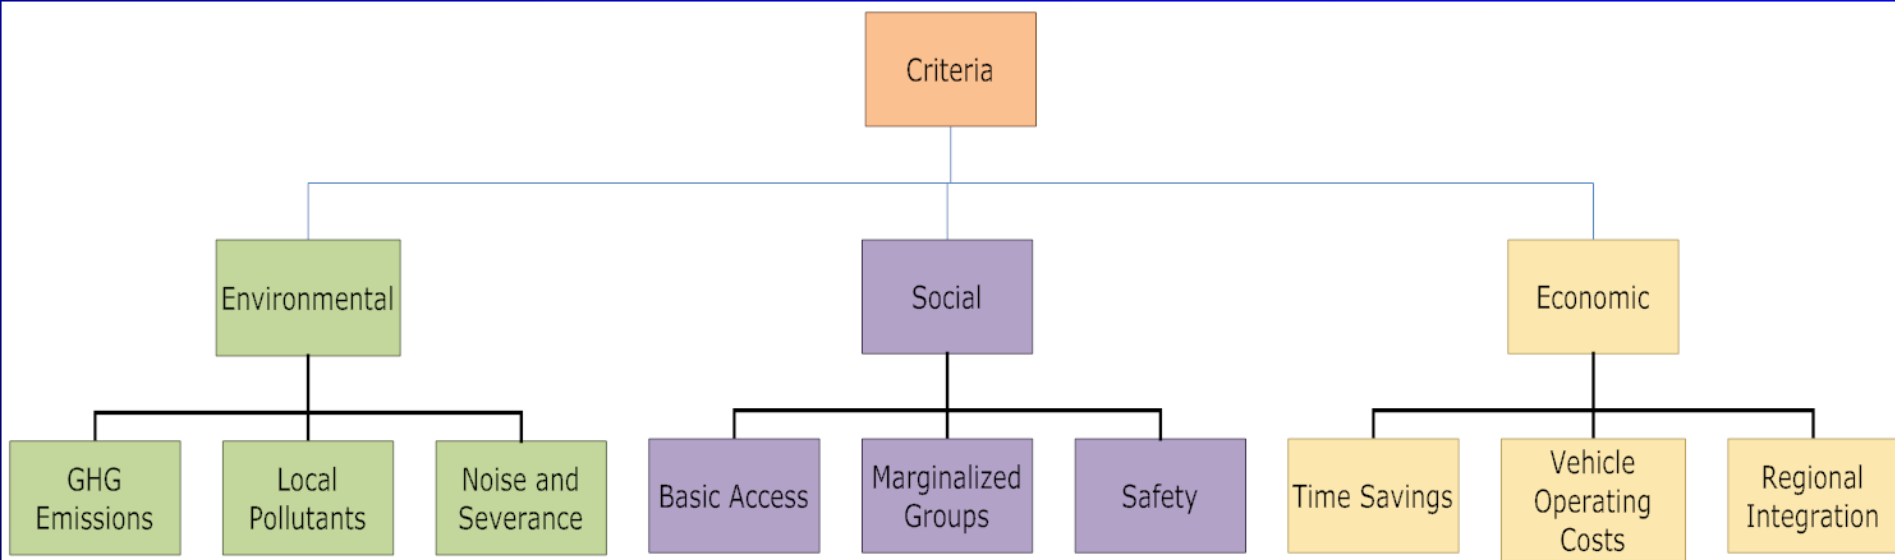 Criteria
Environmental
Social
Economic
GHG
Emissions
Local
Pollutants
Noise and
Severance
Basic Access
Marginalized
Groups
Safety
Time Savings
Vehicle
Operating
Costs
Regional
Integration